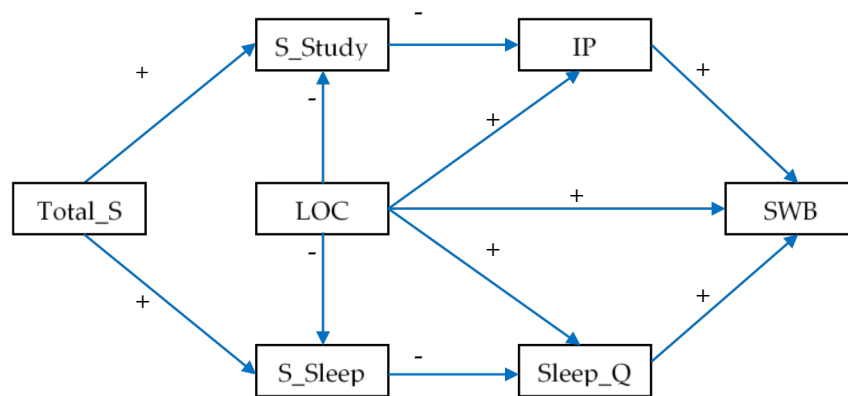 -
S_Study
IP
+
+
-
+
Total_S
LOC
+
SWB
-
+
+
+
-
S_Sleep
Sleep_Q